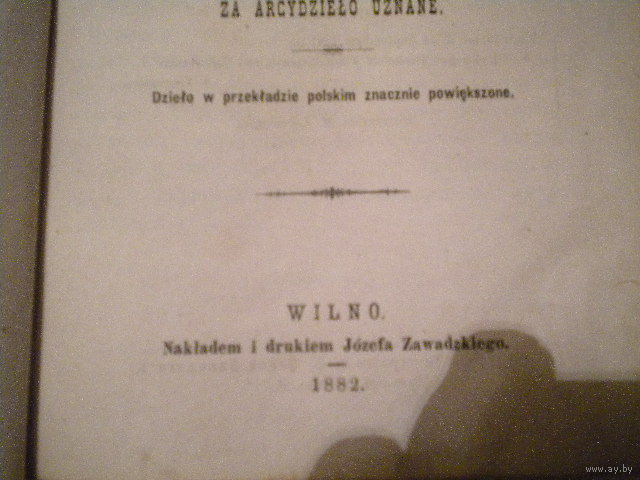 ZA ARCYDZIEŁO UZNANE.
Dzieło w przekładzie polskim znacznie powiększone.
WILNO.
Nakładem i drukiem Józefa Zawadzkiego.
1882.
www.ay.by